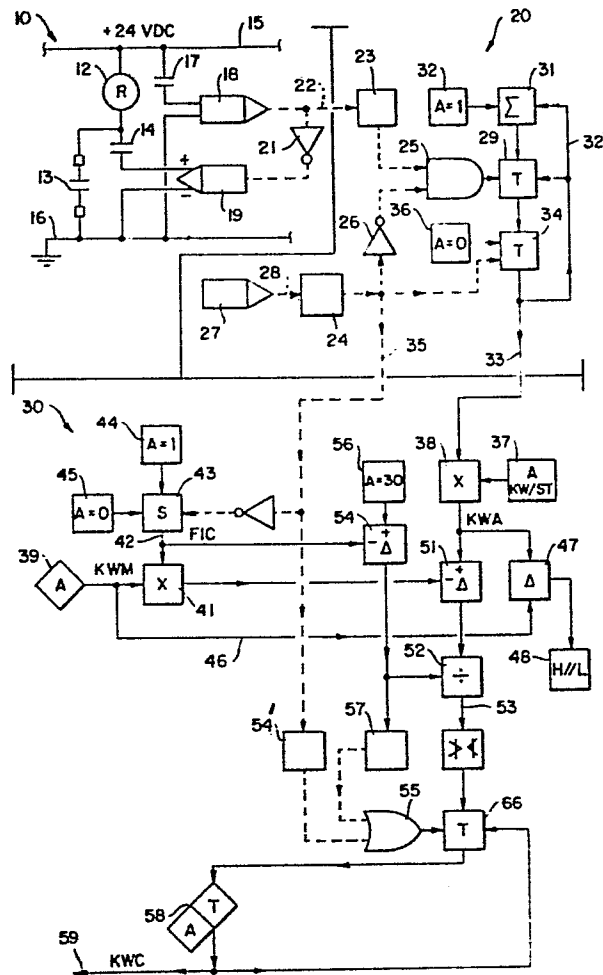 10
+24 VDC
15
20
12
R
17
18
22
23
32
A=1
Σ
31
14
21
25
29
T
32
13
+
-
19
26
36
A=0
T
34
16
28
27
24
35
33
30
44
A=1
56
A=30
38
X
37
A
KW/ST
45
A=0
S
43
42
FIC
54
- + Δ
KWA
51
- + Δ
Δ
47
39
A
KWM
X
41
46
52
÷
H//L
48
53
54'
57
55
T
66
58
T
A
59
KWC